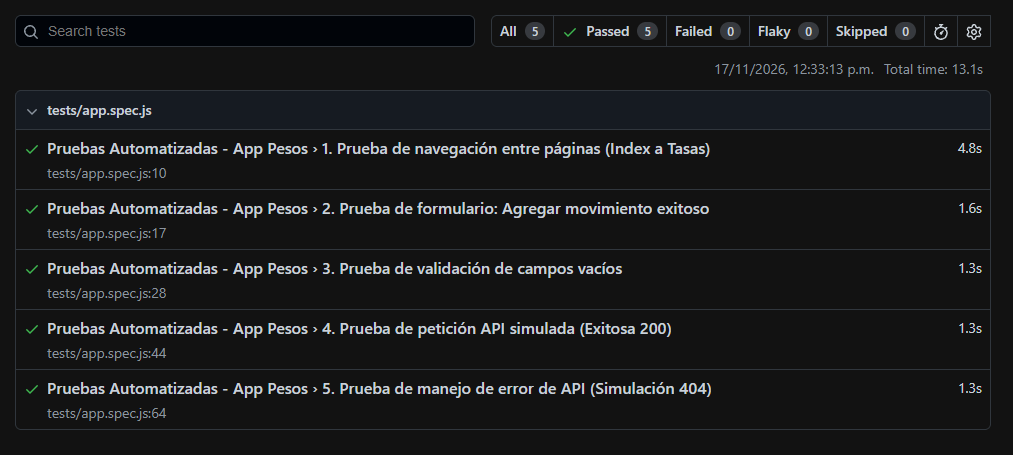 Search tests
All 5 Passed 5 Failed 0 Flaky 0 Skipped 0
17/11/2026, 12:33:13 p.m. Total time: 13.1s
tests/app.spec.js
Pruebas Automatizadas - App Pesos › 1. Prueba de navegación entre páginas (Index a Tasas) 4.8s
tests/app.spec.js:10
Pruebas Automatizadas - App Pesos › 2. Prueba de formulario: Agregar movimiento exitoso 1.6s
tests/app.spec.js:17
Pruebas Automatizadas - App Pesos › 3. Prueba de validación de campos vacíos 1.3s
tests/app.spec.js:28
Pruebas Automatizadas - App Pesos › 4. Prueba de petición API simulada (Exitosa 200) 1.3s
tests/app.spec.js:44
Pruebas Automatizadas - App Pesos › 5. Prueba de manejo de error de API (Simulación 404) 1.3s
tests/app.spec.js:64